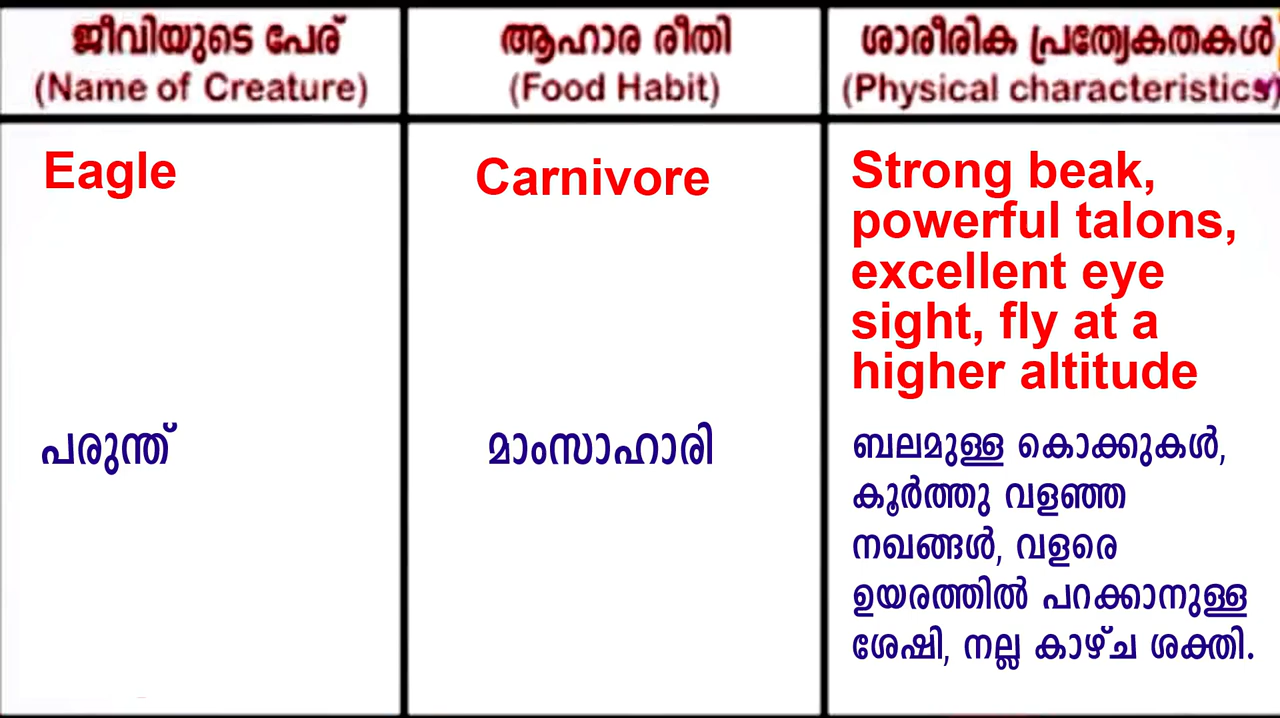 ജീവിയുടെ പേര്
(Name of Creature)
ആഹാര രീതി
(Food Habit)
ശാരീരിക പ്രത്യേകതകൾ
(Physical characteristics)
Eagle
Carnivore
Strong beak,
powerful talons,
excellent eye
sight, fly at a
higher altitude
പരുന്ത്
മാംസാഹാരി
ബലമുള്ള കൊക്കുകൾ,
കൂർത്തു വളഞ്ഞ
നഖങ്ങൾ, വളരെ
ഉയരത്തിൽ പറക്കാനുള്ള
ശേഷി, നല്ല കാഴ്ച ശക്തി.